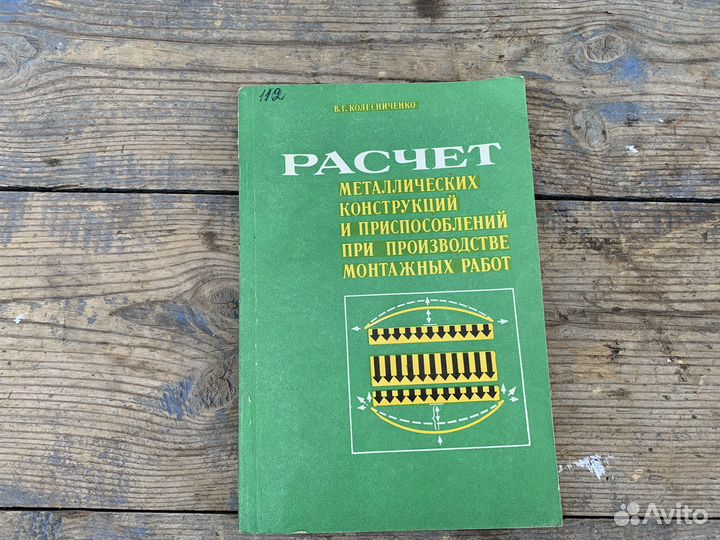 112
В.Г. КОЛЕСНИЧЕНКО
РАСЧЕТ
МЕТАЛЛИЧЕСКИХ
КОНСТРУКЦИЙ
И ПРИСПОСОБЛЕНИЙ
ПРИ ПРОИЗВОДСТВЕ
МОНТАЖНЫХ РАБОТ
Avito